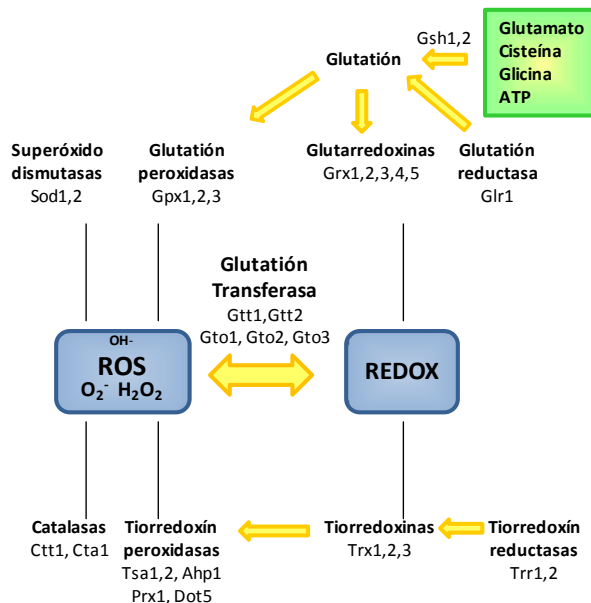 Gsh1,2
Glutamato
Cisteína
Glicina
ATP
Glutatión
Superóxido
dismutasas
Sod1,2
Glutatión
peroxidasas
Gpx1,2,3
Glutarredoxinas
Grx1,2,3,4,5
Glutatión
reductasa
Glr1
Glutatión
Transferasa
Gtt1,Gtt2
Gto1, Gto2, Gto3
OH-
ROS
O₂⁻ H₂O₂
REDOX
Catalasas
Ctt1, Cta1
Tiorredoxín
peroxidasas
Tsa1,2, Ahp1
Prx1, Dot5
Tiorredoxinas
Trx1,2,3
Tiorredoxín
reductasas
Trr1,2